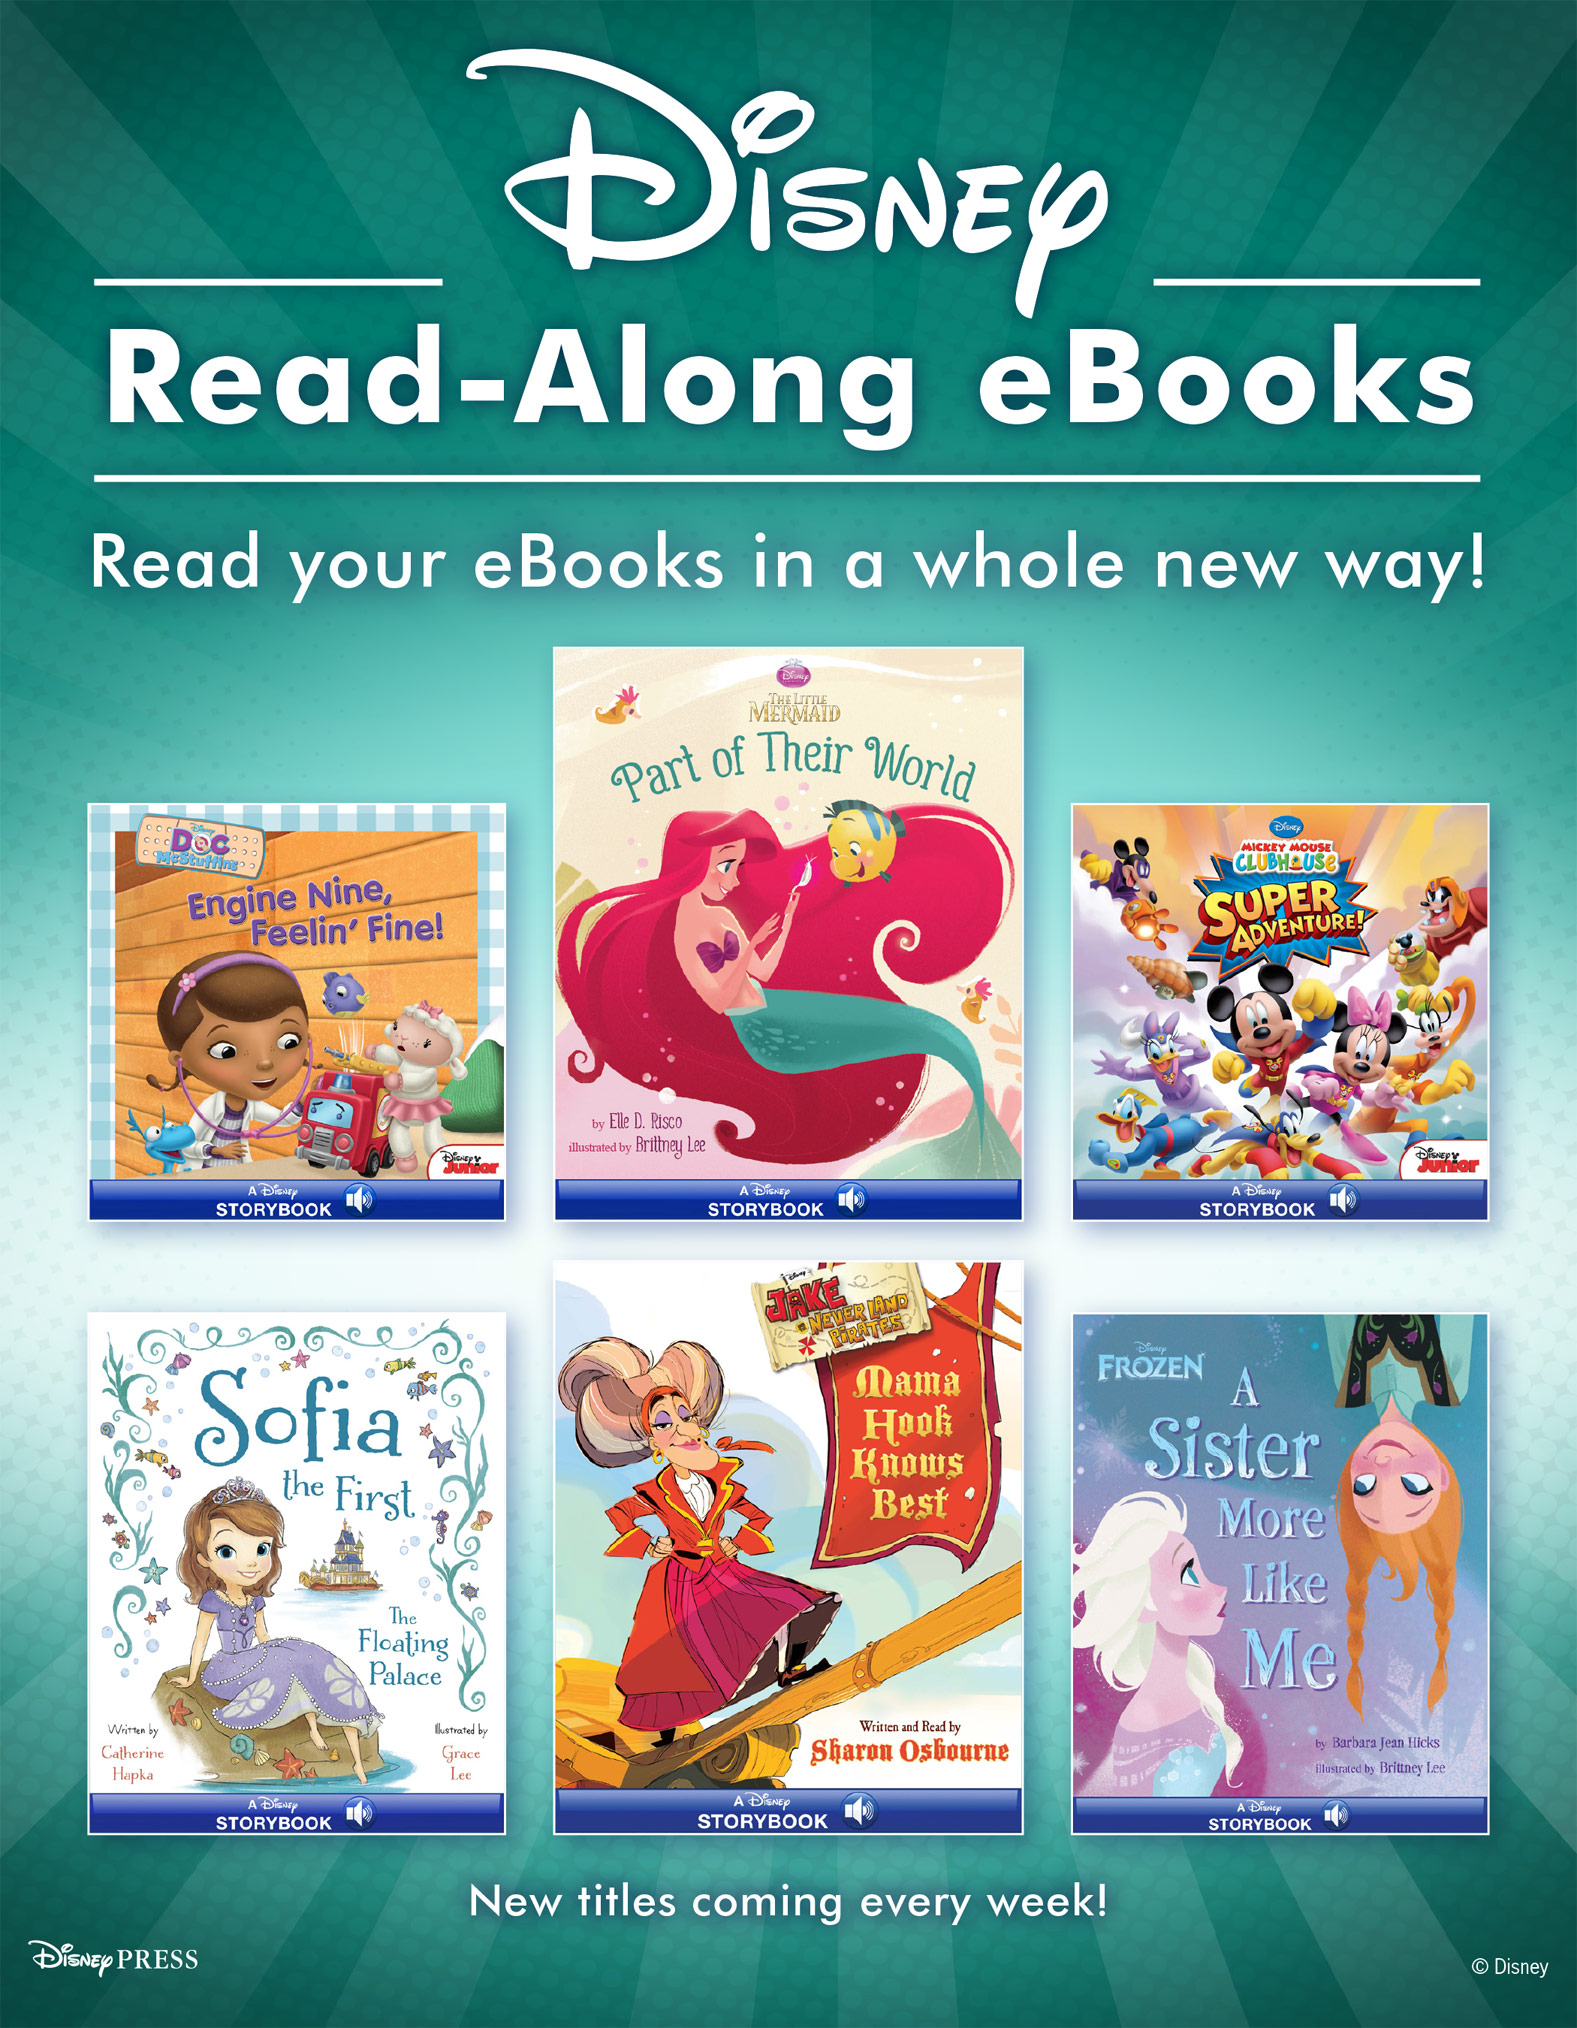 Disney
Read-Along eBooks
Read your eBooks in a whole new way!
Disney
DOC
McStuffins
Engine Nine,
Feelin' Fine!
Disney
Junior
A Disney
STORYBOOK
Disney
THE LITTLE
MERMAID
Part of Their World
by Elle D. Risco
illustrated by Brittney Lee
A Disney
STORYBOOK
Disney
MICKEY MOUSE
CLUBHOUSE
SUPER
ADVENTURE!
Disney
Junior
A Disney
STORYBOOK
Sofia
the First
The
Floating
Palace
Written by
Catherine
Hapka
Illustrated by
Grace
Lee
A Disney
STORYBOOK
Disney
JAKE
AND THE
NEVER LAND
PIRATES
Mama
Hook
Knows
Best
Written and Read by
Sharon Osbourne
A Disney
STORYBOOK
Disney
FROZEN
A
Sister
More
Like
Me
by Barbara Jean Hicks
illustrated by Brittney Lee
A Disney
STORYBOOK
New titles coming every week!
Disney PRESS
© Disney